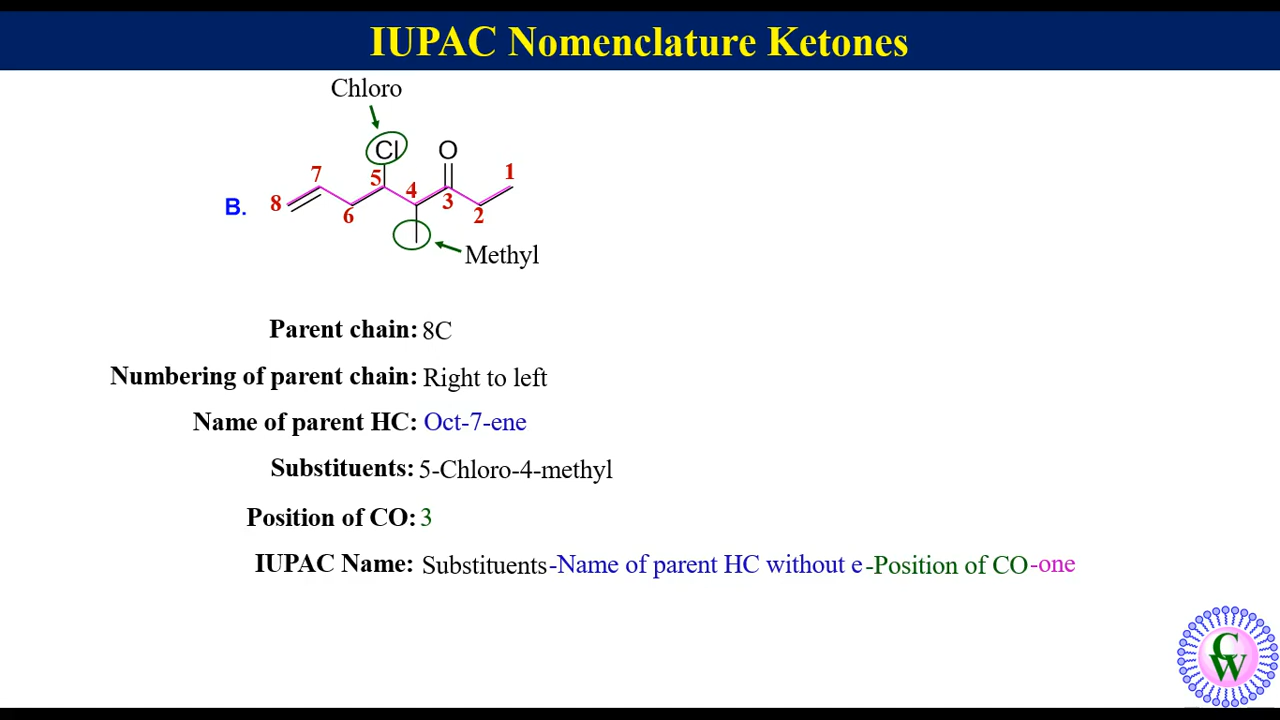 IUPAC Nomenclature Ketones
Chloro
Cl
O
7
5
4
1
8
6
3
2
B.
Methyl
Parent chain: 8C
Numbering of parent chain: Right to left
Name of parent HC: Oct-7-ene
Substituents: 5-Chloro-4-methyl
Position of CO: 3
IUPAC Name: Substituents-Name of parent HC without e-Position of CO-one
C
W